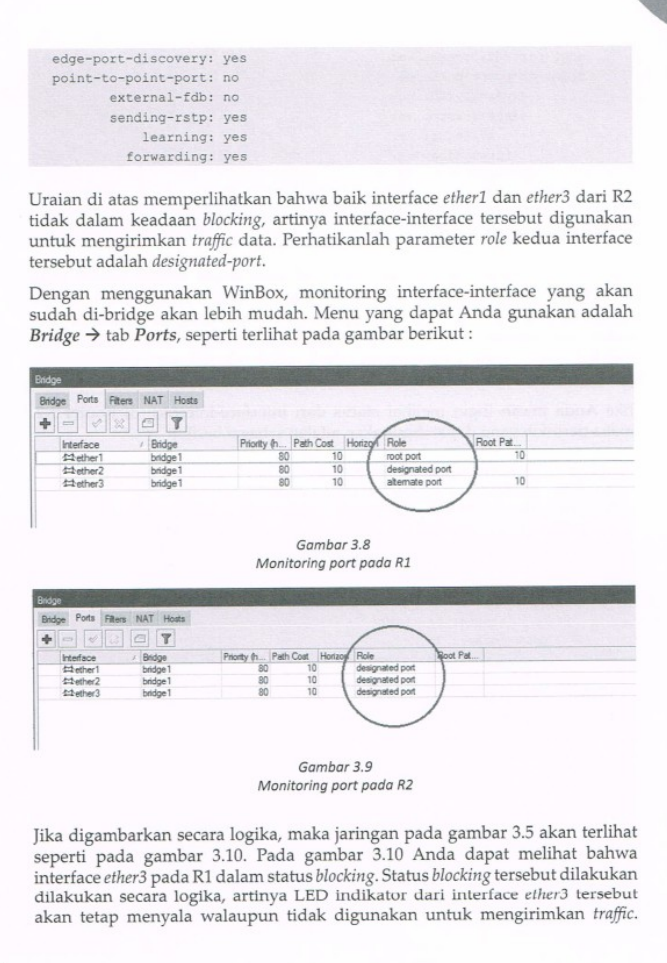 edge-port-discovery: yes
point-to-point-port: no
external-fdb: no
sending-rstp: yes
learning: yes
forwarding: yes
Uraian di atas memperlihatkan bahwa baik interface ether1 dan ether3 dari R2
tidak dalam keadaan blocking, artinya interface-interface tersebut digunakan
untuk mengirimkan traffic data. Perhatikanlah parameter role kedua interface
tersebut adalah designated-port.
Dengan menggunakan WinBox, monitoring interface-interface yang akan
sudah di-bridge akan lebih mudah. Menu yang dapat Anda gunakan adalah
Bridge → tab Ports, seperti terlihat pada gambar berikut :
Bridge
Bridge Ports Filters NAT Hosts
Interface / Bridge Priority (h... Path Cost Horizon Role Root Pat...
ether1 bridge1 80 10 root port 10
ether2 bridge1 80 10 designated port
ether3 bridge1 80 10 alternate port 10
Gambar 3.8
Monitoring port pada R1
Bridge
Bridge Ports Filters NAT Hosts
Interface / Bridge Priority (h... Path Cost Horizon Role Root Pat...
ether1 bridge1 80 10 designated port
ether2 bridge1 80 10 designated port
ether3 bridge1 80 10 designated port
Gambar 3.9
Monitoring port pada R2
Jika digambarkan secara logika, maka jaringan pada gambar 3.5 akan terlihat
seperti pada gambar 3.10. Pada gambar 3.10 Anda dapat melihat bahwa
interface ether3 pada R1 dalam status blocking. Status blocking tersebut dilakukan
dilakukan secara logika, artinya LED indikator dari interface ether3 tersebut
akan tetap menyala walaupun tidak digunakan untuk mengirimkan traffic.